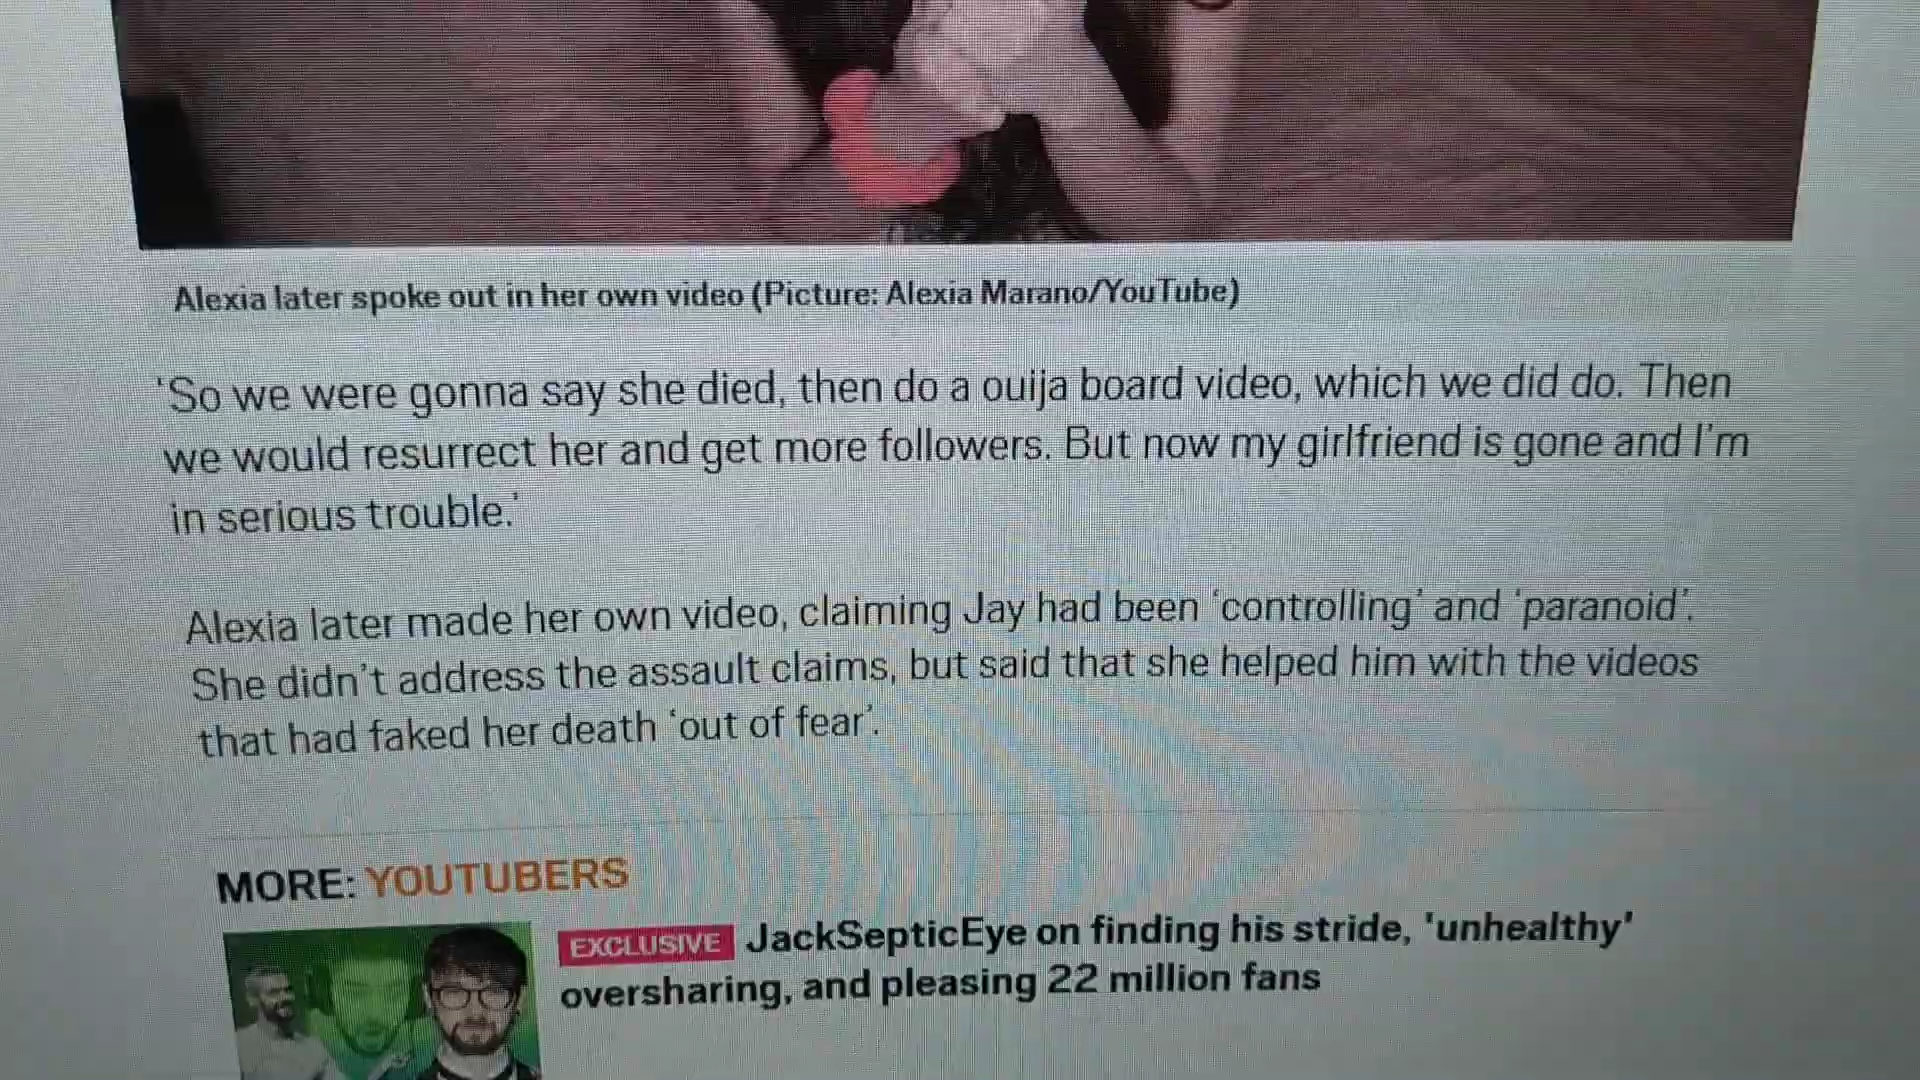 Alexia later spoke out in her own video (Picture: Alexia Marano/YouTube)
'So we were gonna say she died, then do a ouija board video, which we did do. Then
we would resurrect her and get more followers. But now my girlfriend is gone and I'm
in serious trouble.'
Alexia later made her own video, claiming Jay had been 'controlling' and 'paranoid'.
She didn't address the assault claims, but said that she helped him with the videos
that had faked her death 'out of fear'.
MORE: YOUTUBERS
EXCLUSIVE JackSepticEye on finding his stride, 'unhealthy'
oversharing, and pleasing 22 million fans